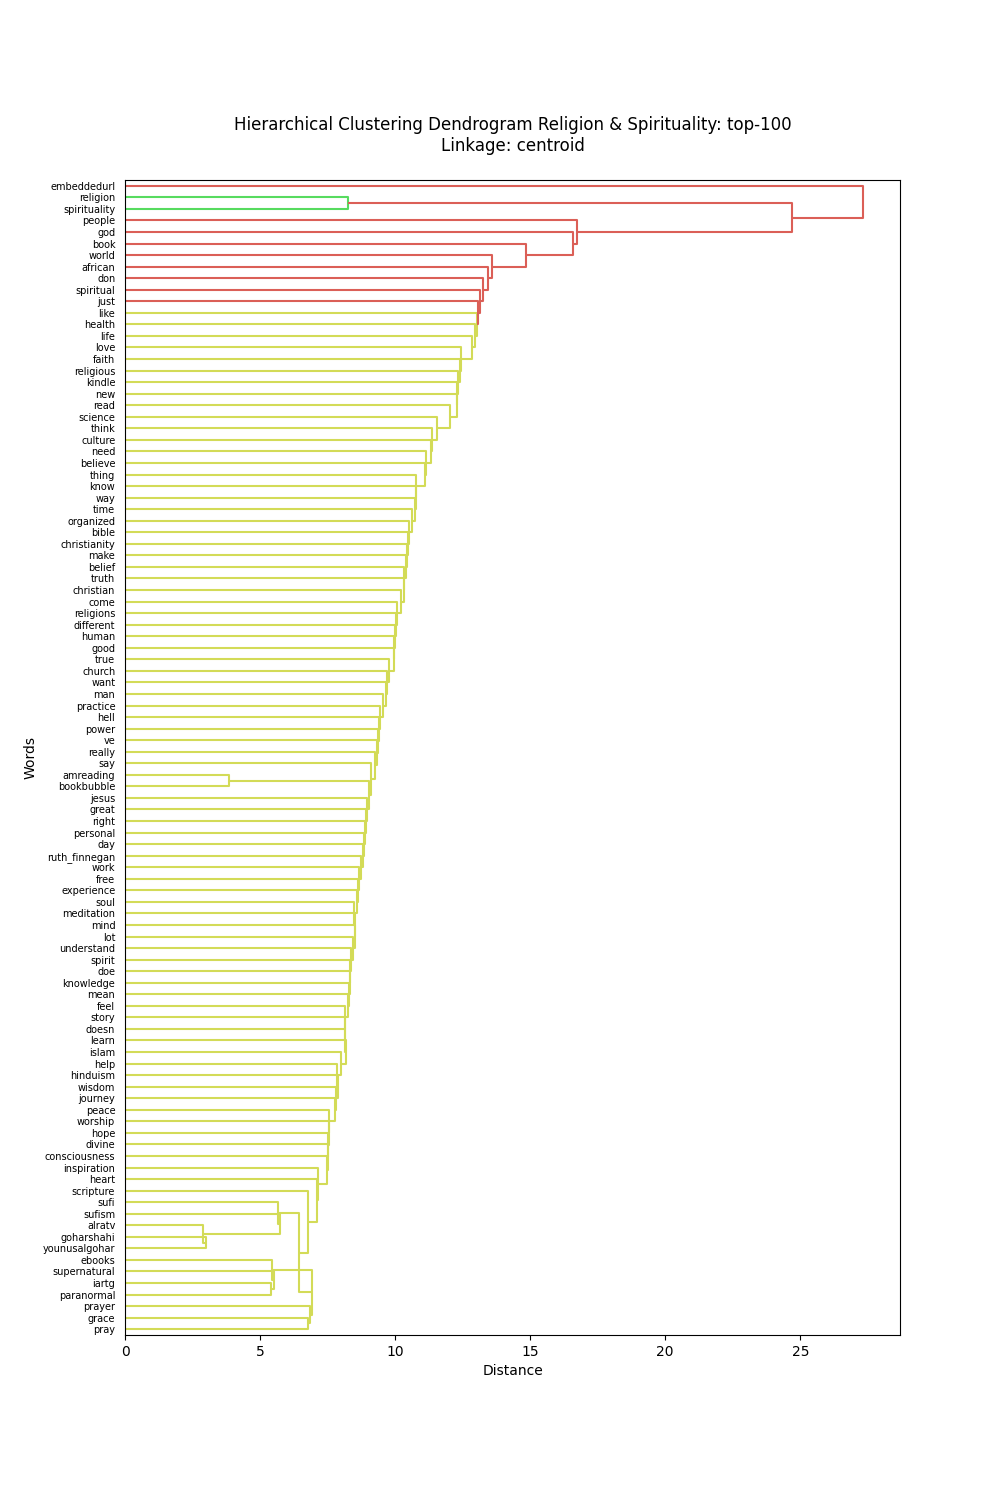 Hierarchical Clustering Dendrogram Religion & Spirituality: top-100
Linkage: centroid
embeddedurl
religion
spirituality
people
god
book
world
african
don
spiritual
just
like
health
life
love
faith
religious
kindle
new
read
science
think
culture
need
believe
thing
know
way
time
organized
bible
christianity
make
belief
truth
christian
come
religions
different
human
good
true
church
want
man
practice
hell
power
ve
really
say
amreading
bookbubble
jesus
great
right
personal
day
ruth_finnegan
work
free
experience
soul
meditation
mind
lot
understand
spirit
doe
knowledge
mean
feel
story
doesn
learn
islam
help
hinduism
wisdom
journey
peace
worship
hope
divine
consciousness
inspiration
heart
scripture
sufi
sufism
alratv
goharshahi
younusalgohar
ebooks
supernatural
iartg
paranormal
prayer
grace
pray
Words
0 5 10 15 20 25
Distance